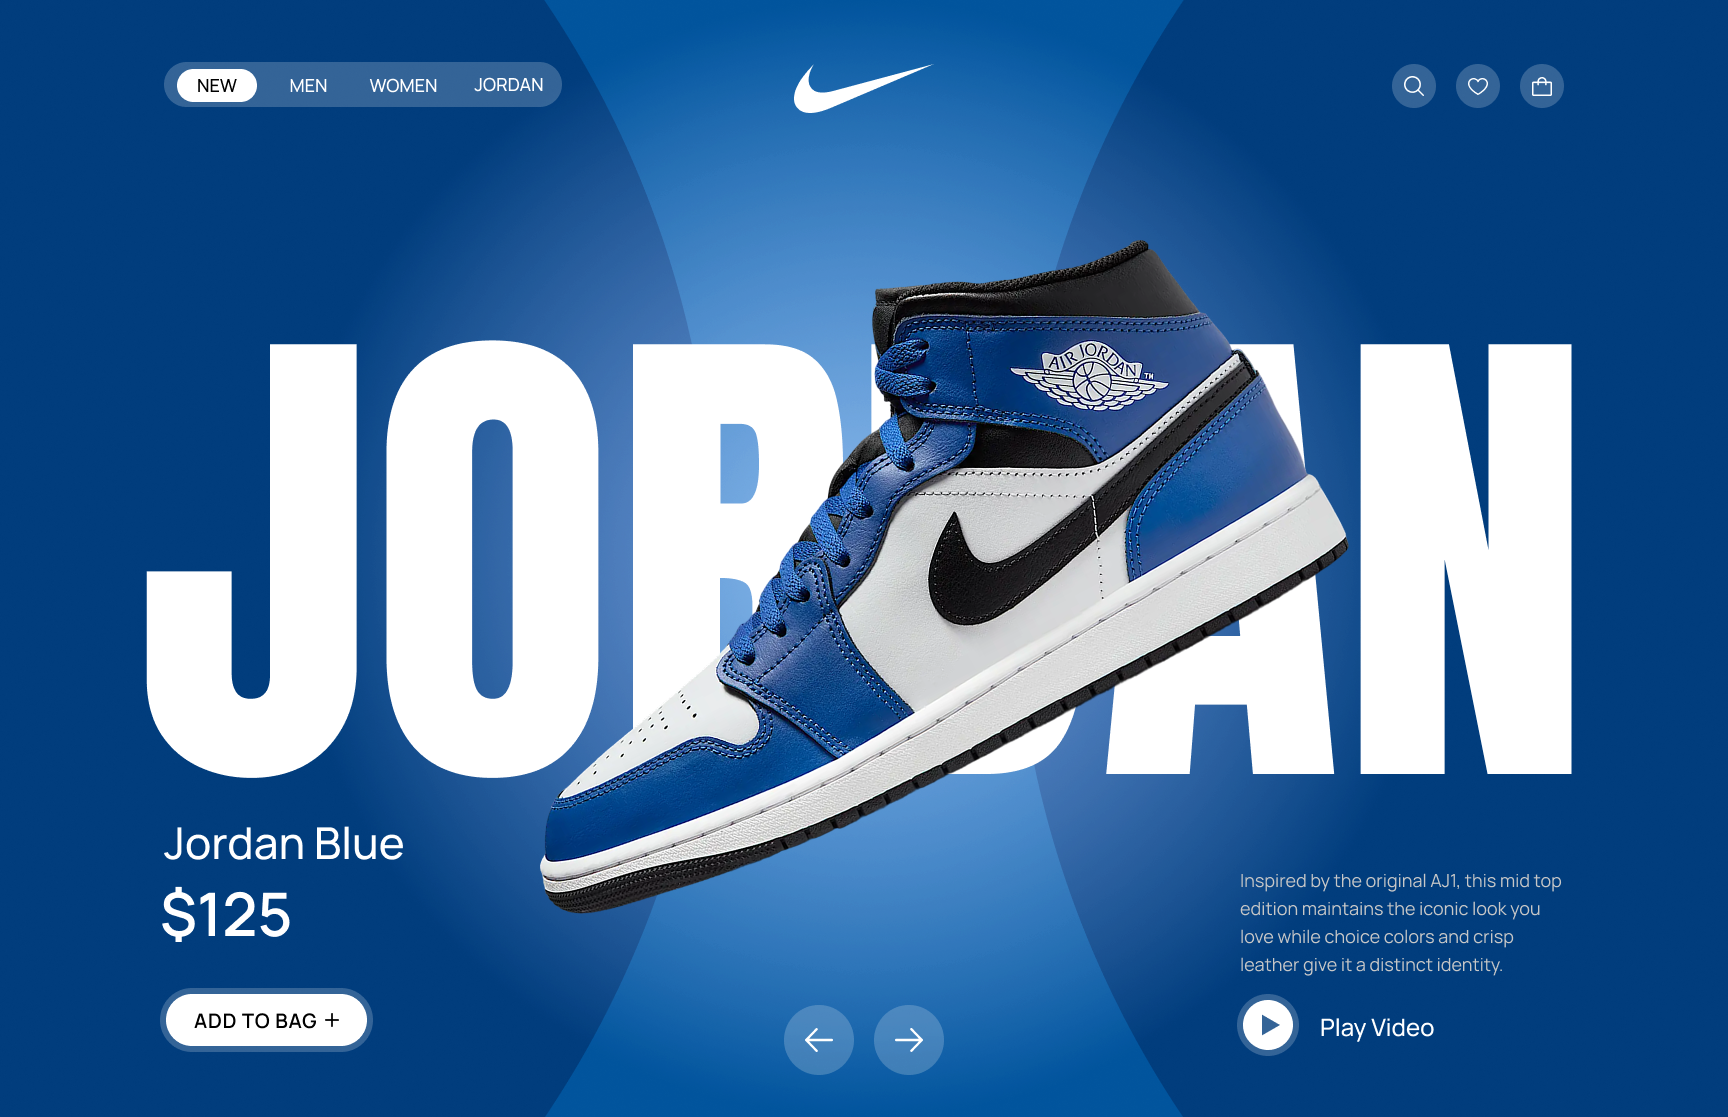 NEW MEN WOMEN JORDAN
JORDAN
AIR JORDAN TM
Jordan Blue
$125
ADD TO BAG +
Inspired by the original AJ1, this mid top
edition maintains the iconic look you
love while choice colors and crisp
leather give it a distinct identity.
Play Video